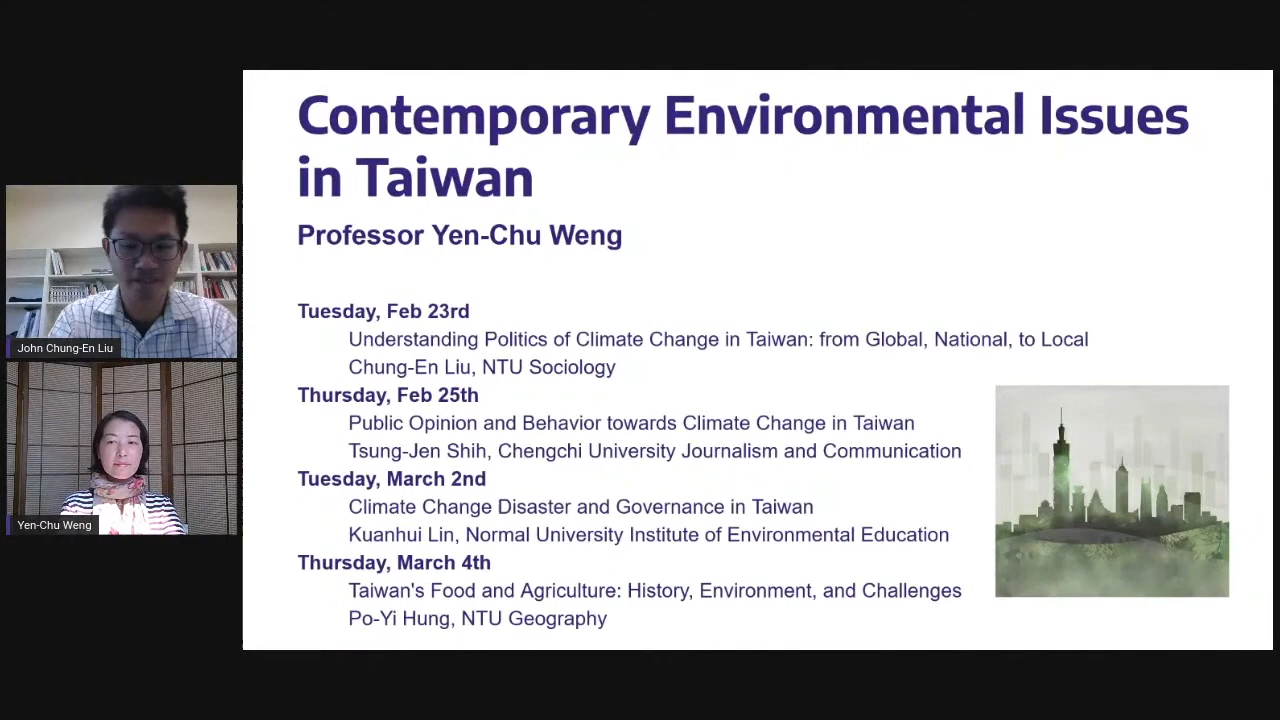 Contemporary Environmental Issues
in Taiwan
Professor Yen-Chu Weng
Tuesday, Feb 23rd
Understanding Politics of Climate Change in Taiwan: from Global, National, to Local
Chung-En Liu, NTU Sociology
Thursday, Feb 25th
Public Opinion and Behavior towards Climate Change in Taiwan
Tsung-Jen Shih, Chengchi University Journalism and Communication
Tuesday, March 2nd
Climate Change Disaster and Governance in Taiwan
Kuanhui Lin, Normal University Institute of Environmental Education
Thursday, March 4th
Taiwan's Food and Agriculture: History, Environment, and Challenges
Po-Yi Hung, NTU Geography
John Chung-En Liu
Yen-Chu Weng